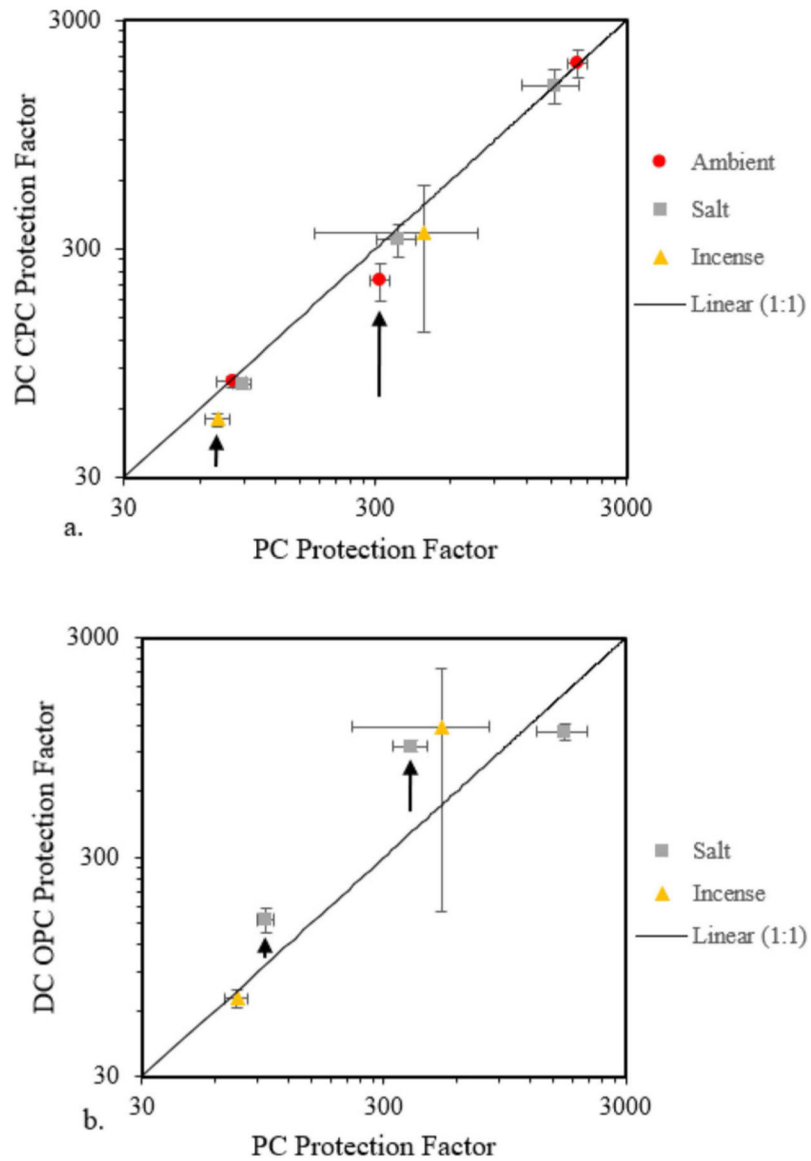 3000
DC CPC Protection Factor
300
30
30
300
3000
a.
PC Protection Factor
Ambient
Salt
Incense
Linear (1:1)
3000
DC OPC Protection Factor
300
30
30
300
3000
b.
PC Protection Factor
Salt
Incense
Linear (1:1)